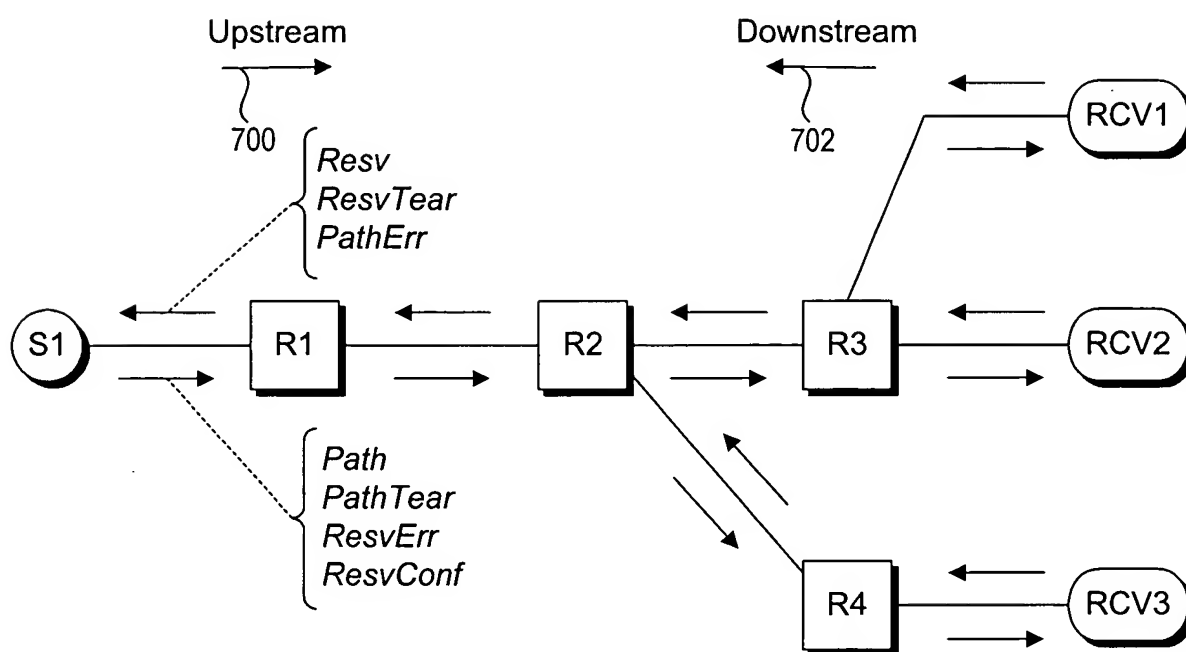 Upstream
Downstream
700
702
RCV1
Resv
ResvTear
PathErr
S1
R1
R2
R3
RCV2
Path
PathTear
ResvErr
ResvConf
R4
RCV3